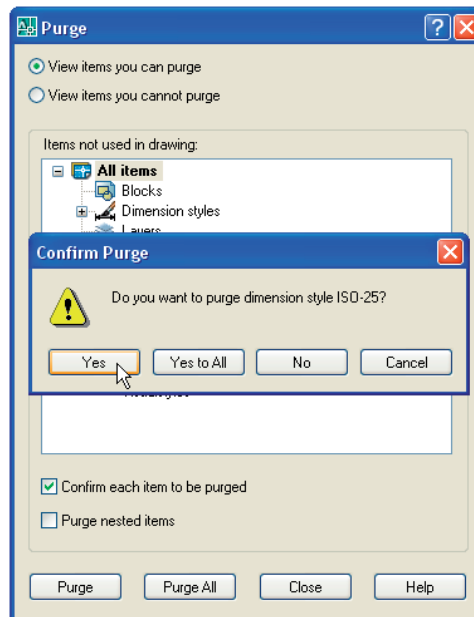 Purge
View items you can purge
View items you cannot purge
Items not used in drawing:
All items
Blocks
Dimension styles
Layers
Confirm Purge
Do you want to purge dimension style ISO-25?
Yes Yes to All No Cancel
Confirm each item to be purged
Purge nested items
Purge Purge All Close Help